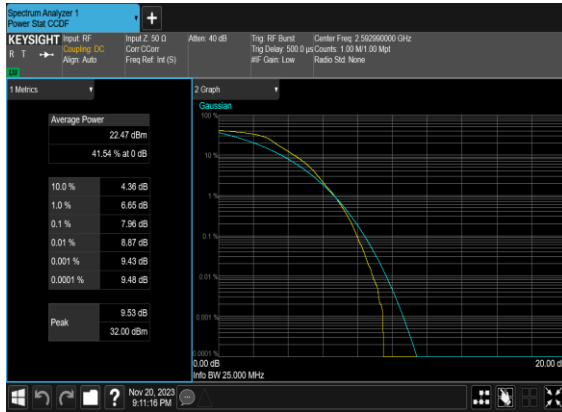 Spectrum Analyzer 1
Power Stat CCDF
+
KEYSIGHT
R T
LU
Input: RF
Coupling: DC
Align: Auto
Input Z: 50 Ω
Corr CCorr
Freq Ref: Int (S)
Atten: 40 dB
Trig: RF Burst
Trig Delay: 500.0 µs
#IF Gain: Low
Center Freq: 2.592990000 GHz
Counts: 1.00 M/1.00 Mpt
Radio Std: None
1 Metrics
Average Power
22.47 dBm
41.54 % at 0 dB
10.0 % 4.36 dB
1.0 % 6.65 dB
0.1 % 7.96 dB
0.01 % 8.87 dB
0.001 % 9.43 dB
0.0001 % 9.48 dB
Peak
9.53 dB
32.00 dBm
2 Graph
Gaussian
100 %
10 %
1 %
0.1 %
0.01 %
0.001 %
0.0001 %
0.00 dB
20.00 d
Info BW 25.000 MHz
?
Nov 20, 2023
9:11:16 PM